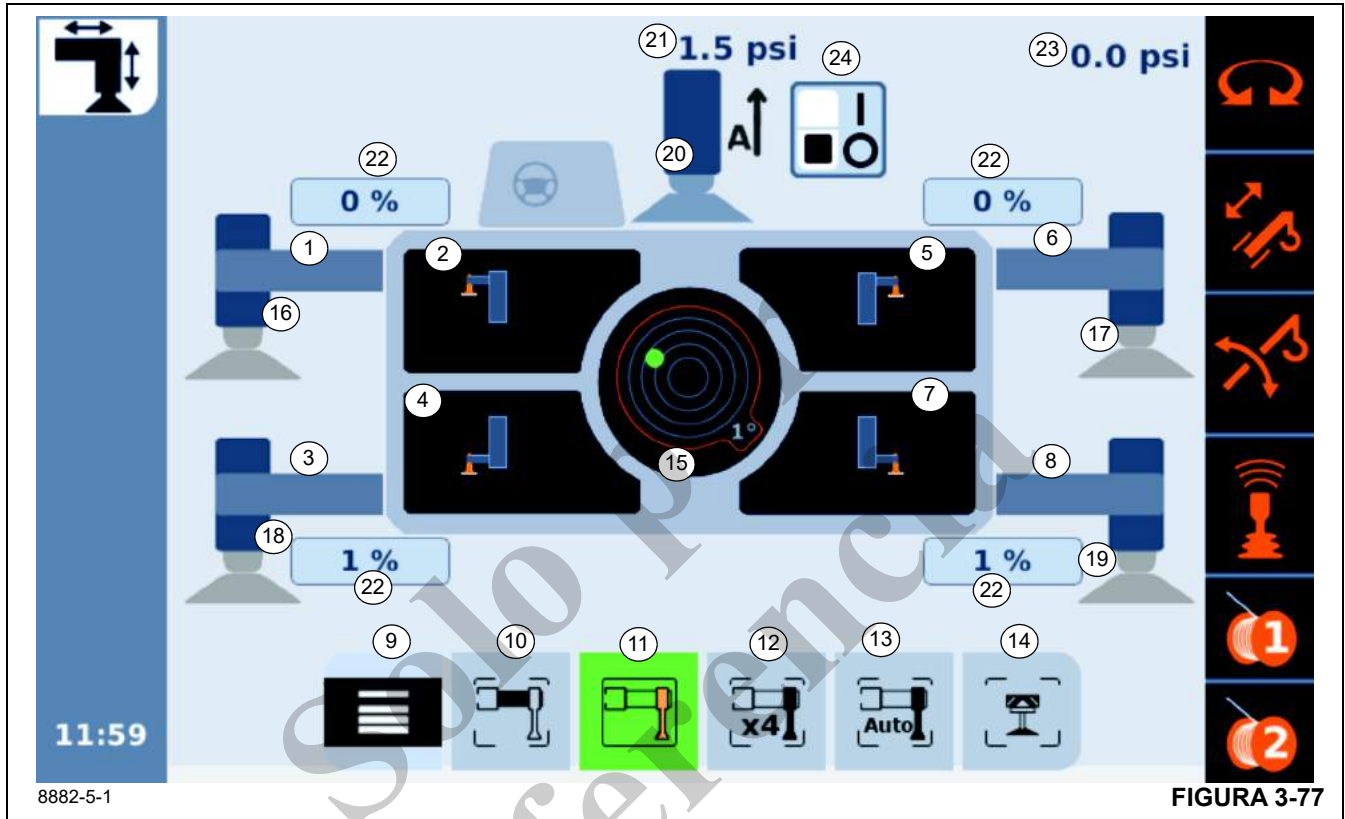 21 1.5 psi 24 23 0.0 psi
A
20
22 22
0 % 0 %
1 2 5 6
16 17
4 7
1°
3 15 8
18 19
1 % 1 %
22 22
9 10 11 12 13 14
x4 Auto
1
11:59
2
Solo para
referencia
8882-5-1
FIGURA 3-77